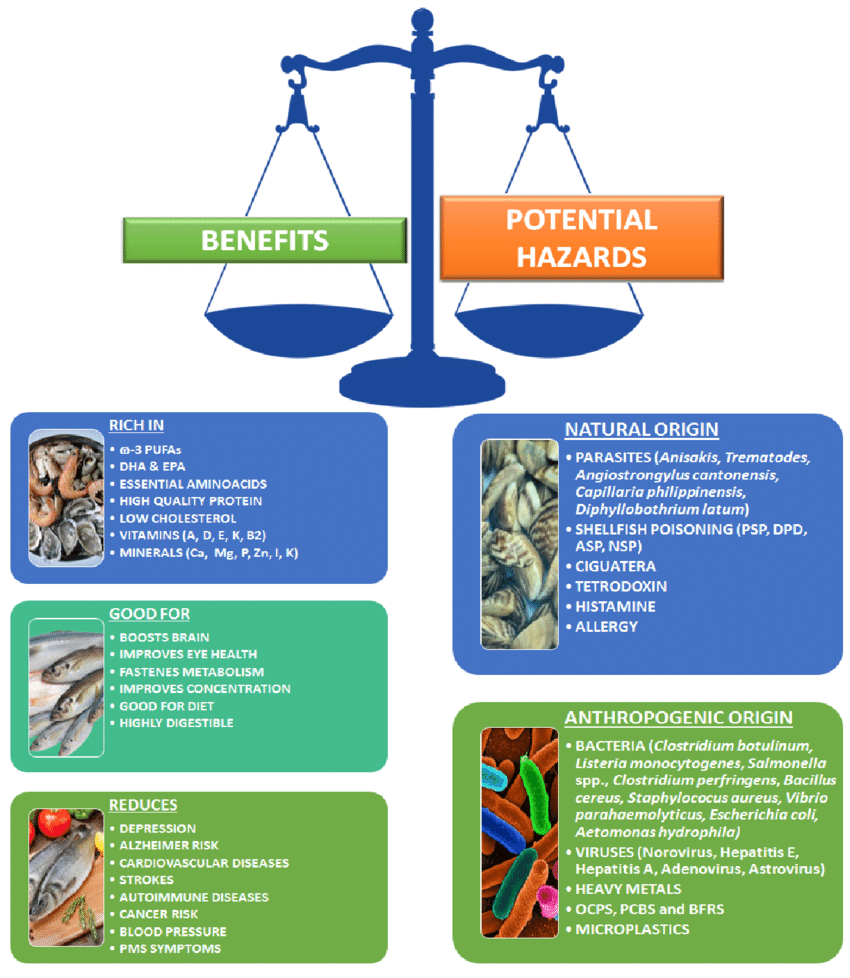 BENEFITS
POTENTIAL
HAZARDS
RICH IN
• ω-3 PUFAs
• DHA & EPA
• ESSENTIAL AMINOACIDS
• HIGH QUALITY PROTEIN
• LOW CHOLESTEROL
• VITAMINS (A, D, E, K, B2)
• MINERALS (Ca, Mg, P, Zn, I, K)
GOOD FOR
• BOOSTS BRAIN
• IMPROVES EYE HEALTH
• FASTENES METABOLISM
• IMPROVES CONCENTRATION
• GOOD FOR DIET
• HIGHLY DIGESTIBLE
REDUCES
• DEPRESSION
• ALZHEIMER RISK
• CARDIOVASCULAR DISEASES
• STROKES
• AUTOIMMUNE DISEASES
• CANCER RISK
• BLOOD PRESSURE
• PMS SYMPTOMS
NATURAL ORIGIN
• PARASITES (Anisakis, Trematodes,
Angiostrongylus cantonensis,
Capillaria philippinensis,
Diphyllobothrium latum)
• SHELLFISH POISONING (PSP, DPD,
ASP, NSP)
• CIGUATERA
• TETRODOXIN
• HISTAMINE
• ALLERGY
ANTHROPOGENIC ORIGIN
• BACTERIA (Clostridium botulinum,
Listeria monocytogenes, Salmonella
spp., Clostridium perfringens, Bacillus
cereus, Staphylococus aureus, Vibrio
parahaemolyticus, Escherichia coli,
Aetomonas hydrophila)
• VIRUSES (Norovirus, Hepatitis E,
Hepatitis A, Adenovirus, Astrovirus)
• HEAVY METALS
• OCPS, PCBS and BFRS
• MICROPLASTICS